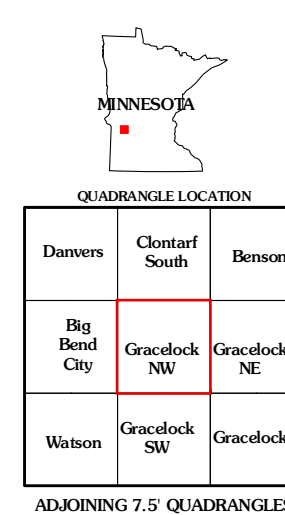 MINNESOTA
QUADRANGLE LOCATION
Danvers
Clontarf
South
Benson
Big
Bend
City
Gracelock
NW
Gracelock
NE
Watson
Gracelock
SW
Gracelock
ADJOINING 7.5' QUADRANGLES